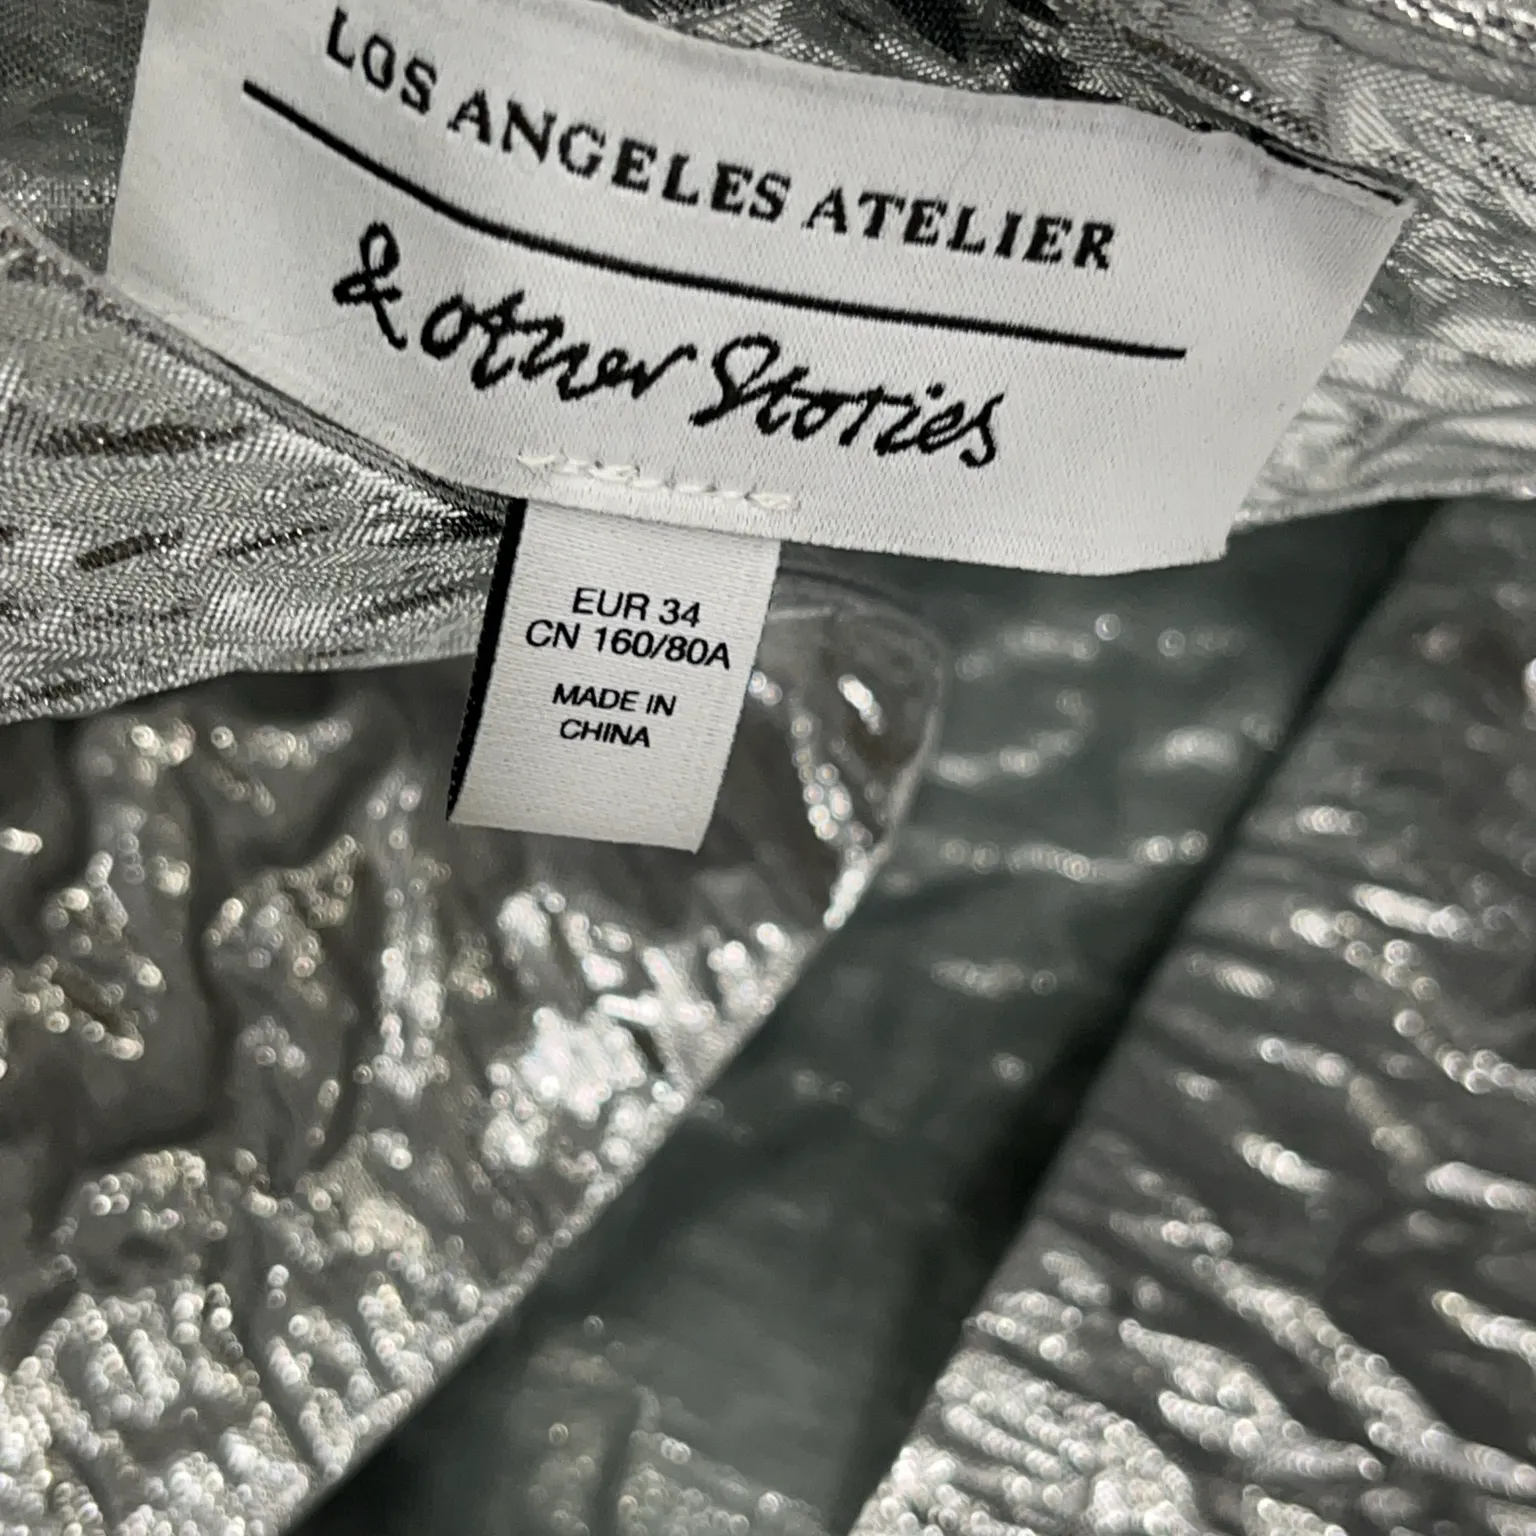 LOS ANGELES ATELIER
& other Stories
EUR 34
CN 160/80A
MADE IN
CHINA